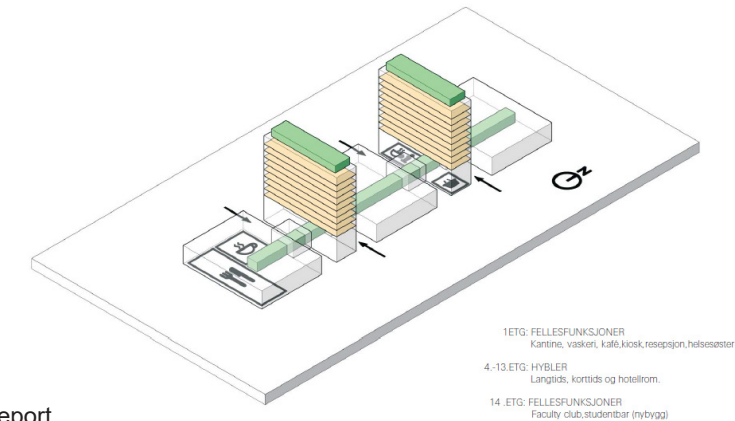 N
1ETG: FELLESFUNKSJONER
Kantine, vaskeri, kafè,kiosk,resepsjon,helsesøster
4.-13.ETG: HYBLER
Langtids, korttids og hotellrom.
14 .ETG: FELLESFUNKSJONER
Faculty club,studentbar (nybygg)
eport